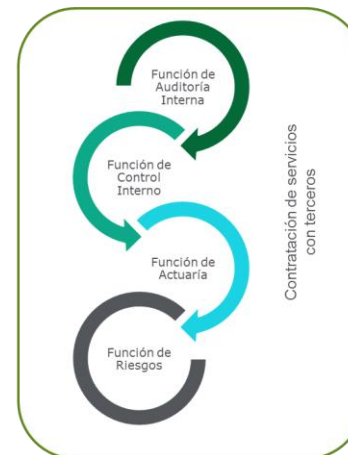 Función de
Auditoría
Interna
Función de
Control
Interno
Función de
Actuaría
Función de
Riesgos
Contratación de servicios
con terceros